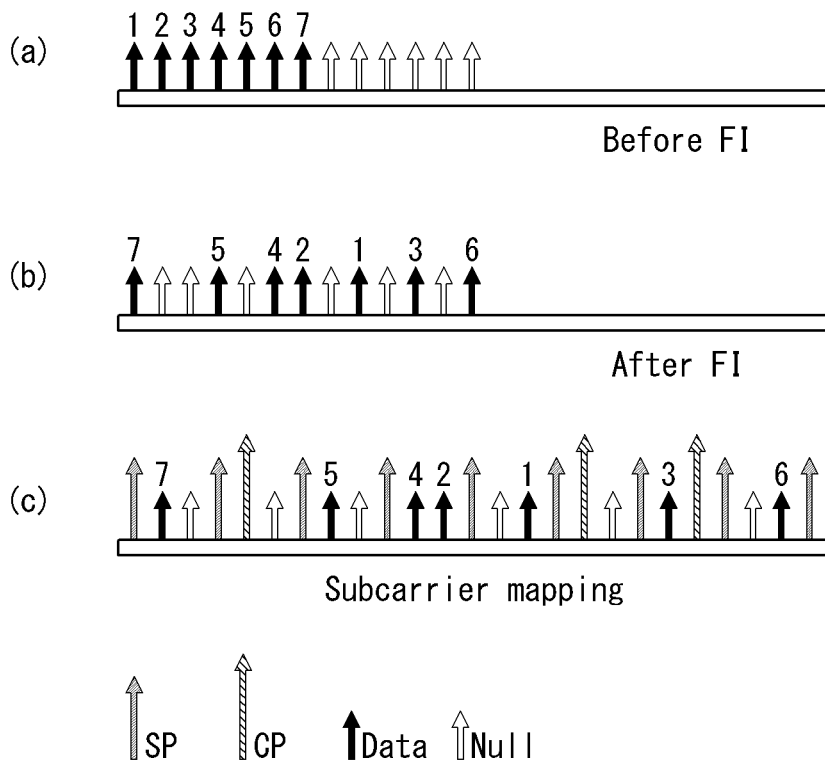 (a) 1 2 3 4 5 6 7
Before FI
(b) 7 5 4 2 1 3 6
After FI
(c) 7 5 4 2 1 3 6
Subcarrier mapping
SP CP Data Null